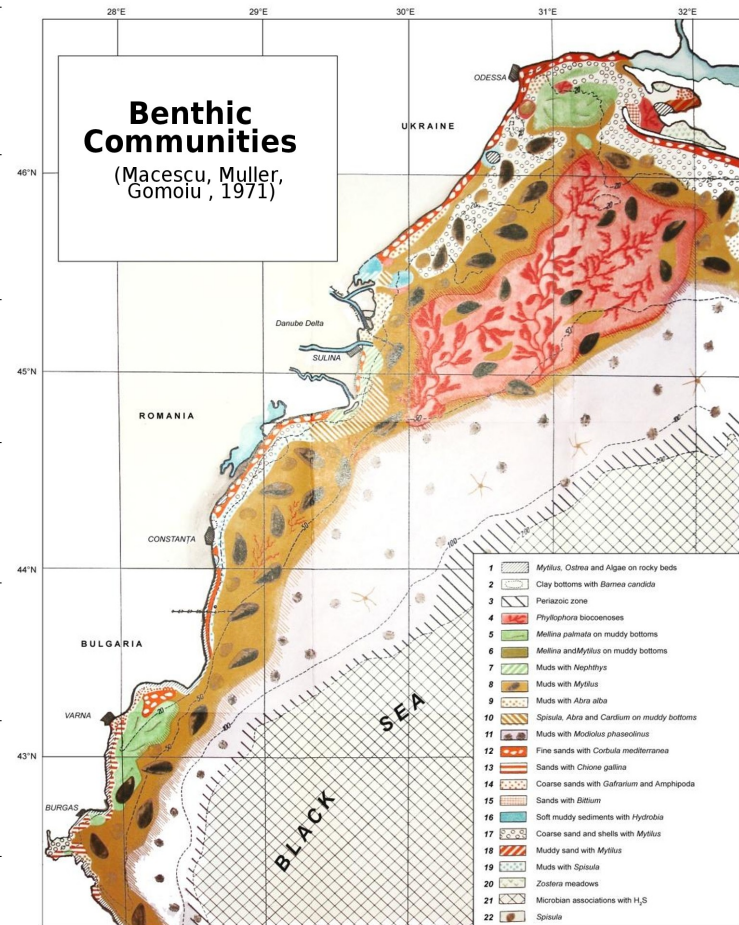 28°E
29°E
30°E
31°E
32°E
ODESSA
Benthic
Communities
(Macescu, Muller,
Gomoiu , 1971)
UKRAINE
46°N
Danube Delta
SULINA
45°N
ROMANIA
CONSTANȚA
44°N
BULGARIA
VARNA
43°N
BURGAS
BLACK SEA
50
100
100
1 Mytilus, Ostrea and Algae on rocky beds
2 Clay bottoms with Barnea candida
3 Periazoic zone
4 Phyllophora biocoenoses
5 Mellina palmata on muddy bottoms
6 Mellina andMytilus on muddy bottoms
7 Muds with Nephthys
8 Muds with Mytilus
9 Muds with Abra alba
10 Spisula, Abra and Cardium on muddy bottoms
11 Muds with Modiolus phaseolinus
12 Fine sands with Corbula mediterranea
13 Sands with Chione gallina
14 Coarse sands with Gafrarium and Amphipoda
15 Sands with Bittium
16 Soft muddy sediments with Hydrobia
17 Coarse sand and shells with Mytilus
18 Muddy sand with Mytilus
19 Muds with Spisula
20 Zostera meadows
21 Microbian associations with H₂S
22 Spisula